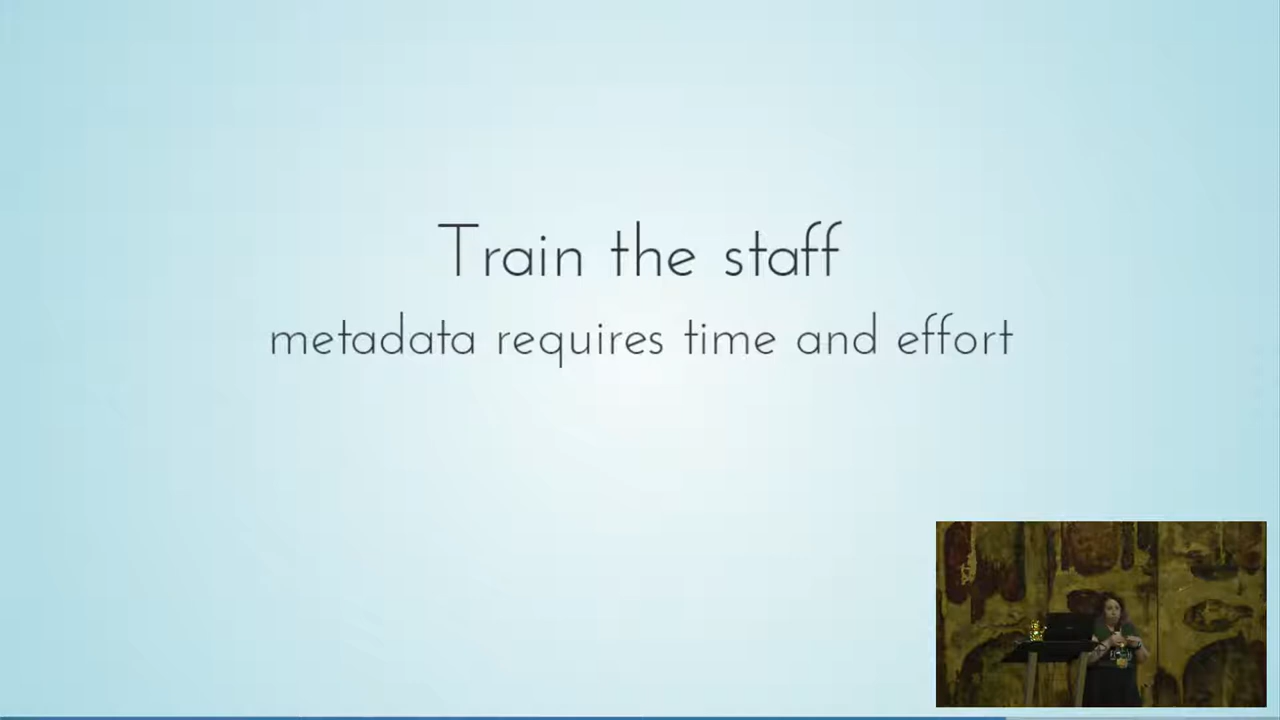 Train the staff
metadata requires time and effort